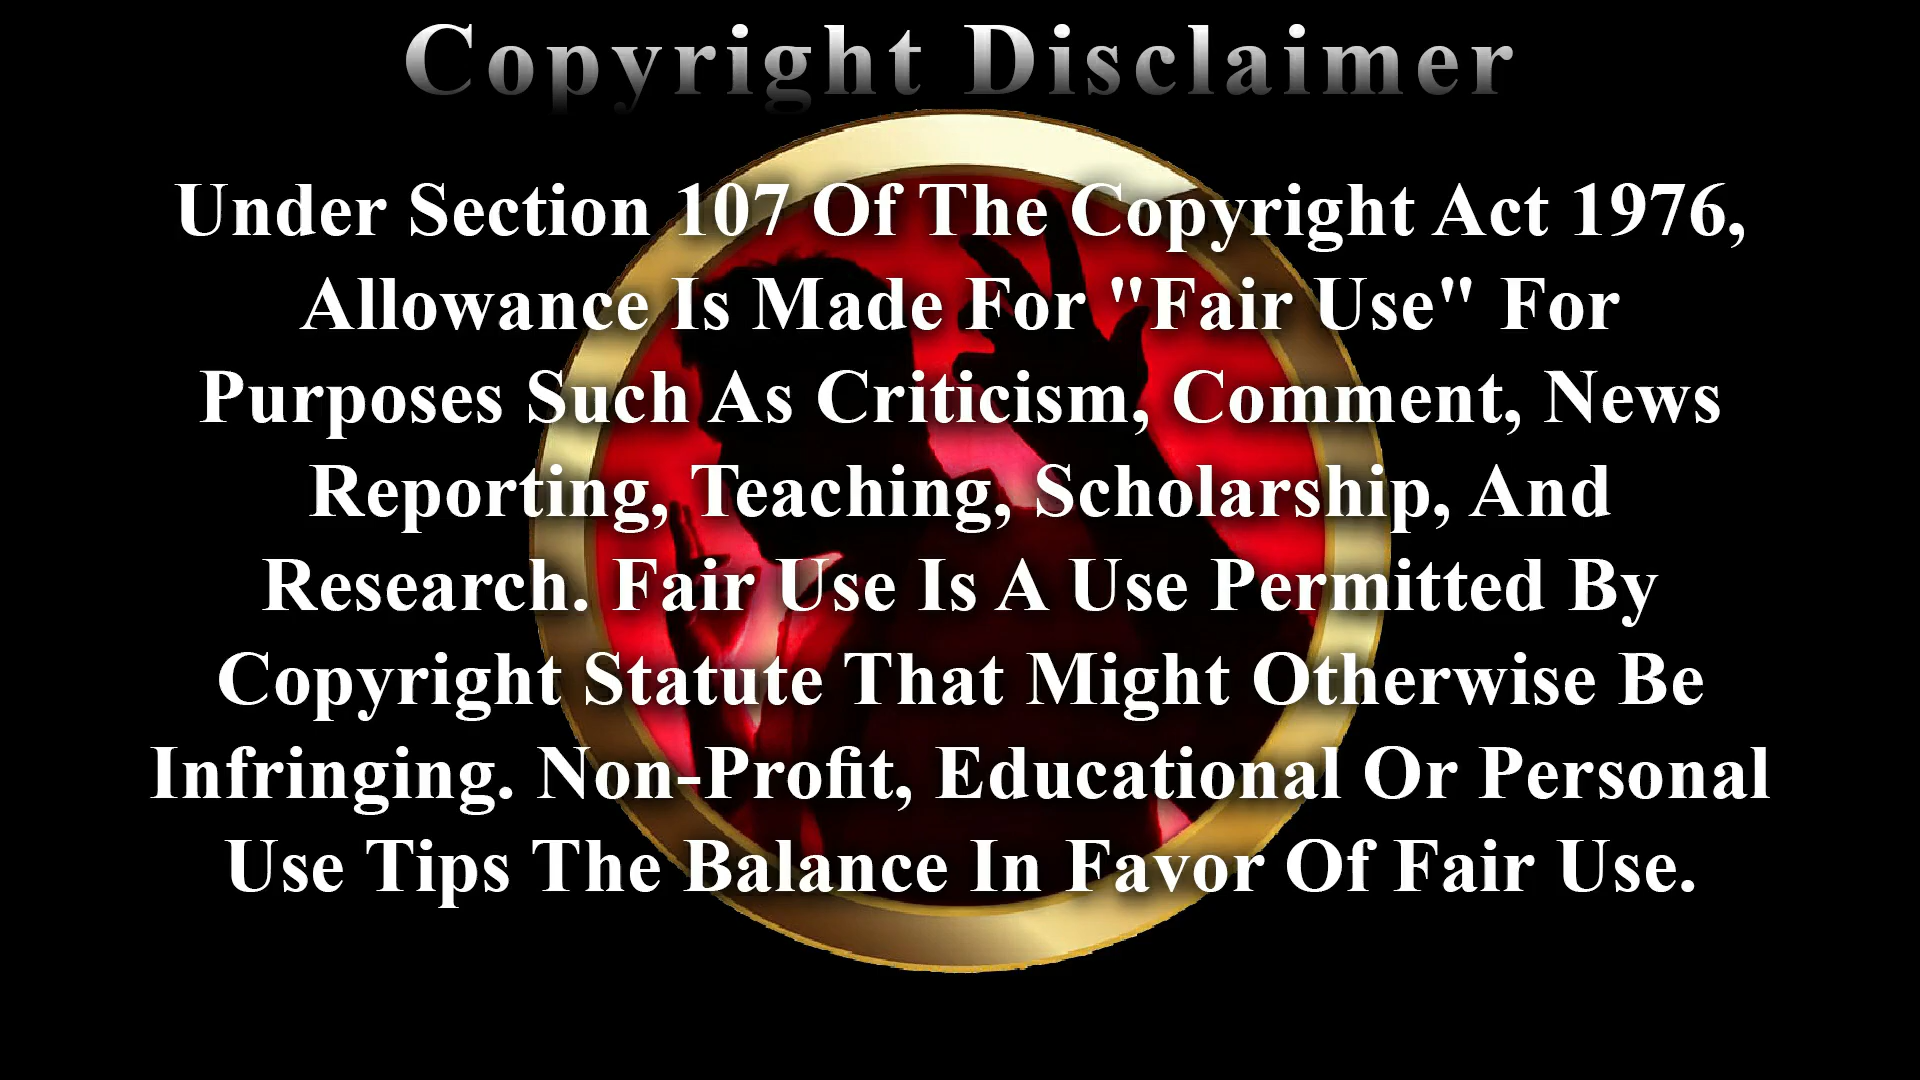 Copyright Disclaimer
Under Section 107 Of The Copyright Act 1976,
Allowance Is Made For "Fair Use" For
Purposes Such As Criticism, Comment, News
Reporting, Teaching, Scholarship, And
Research. Fair Use Is A Use Permitted By
Copyright Statute That Might Otherwise Be
Infringing. Non-Profit, Educational Or Personal
Use Tips The Balance In Favor Of Fair Use.